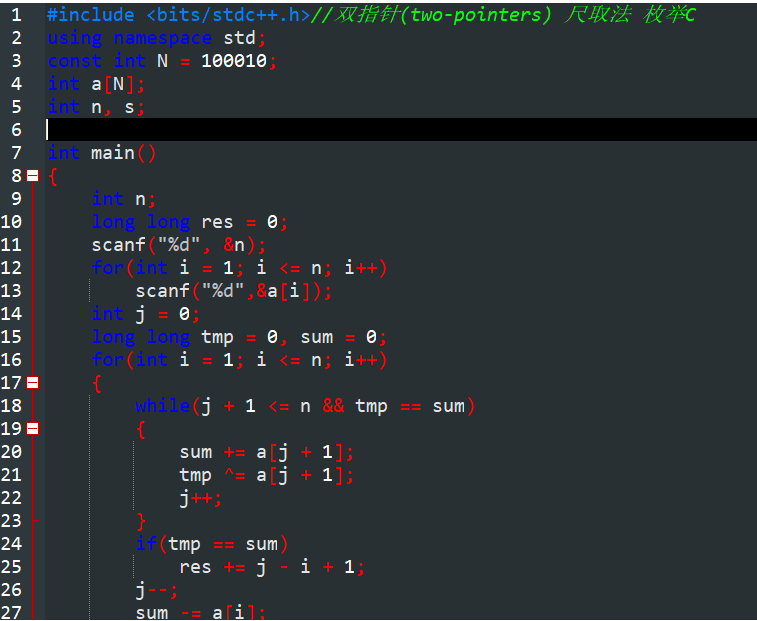 1 #include <bits/stdc++.h>//双指针(two-pointers) 尺取法 枚举C
2 using namespace std;
3 const int N = 100010;
4 int a[N];
5 int n, s;
6
7 int main()
8 {
9     int n;
10     long long res = 0;
11     scanf("%d", &n);
12     for(int i = 1; i <= n; i++)
13         scanf("%d",&a[i]);
14     int j = 0;
15     long long tmp = 0, sum = 0;
16     for(int i = 1; i <= n; i++)
17     {
18         while(j + 1 <= n && tmp == sum)
19         {
20             sum += a[j + 1];
21             tmp ^= a[j + 1];
22             j++;
23         }
24         if(tmp == sum)
25             res += j - i + 1;
26         j--;
27         sum -= a[i];